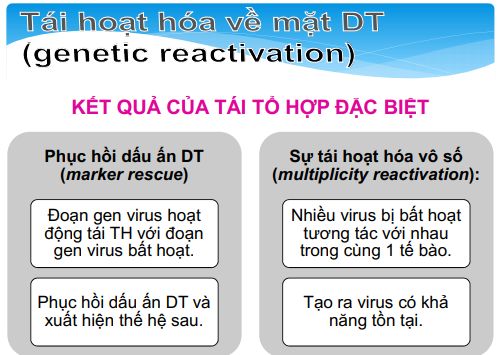 Tái hoạt hóa về mặt DT
(genetic reactivation)
KẾT QUẢ CỦA TÁI TỔ HỢP ĐẶC BIỆT
Phục hồi dấu ấn DT
(marker rescue)
Đoạn gen virus hoạt
động tái TH với đoạn
gen virus bất hoạt.
Phục hồi dấu ấn DT và
xuất hiện thế hệ sau.
Sự tái hoạt hóa vô số
(multiplicity reactivation):
Nhiều virus bị bất hoạt
tương tác với nhau
trong cùng 1 tế bào.
Tạo ra virus có khả
năng tồn tại.